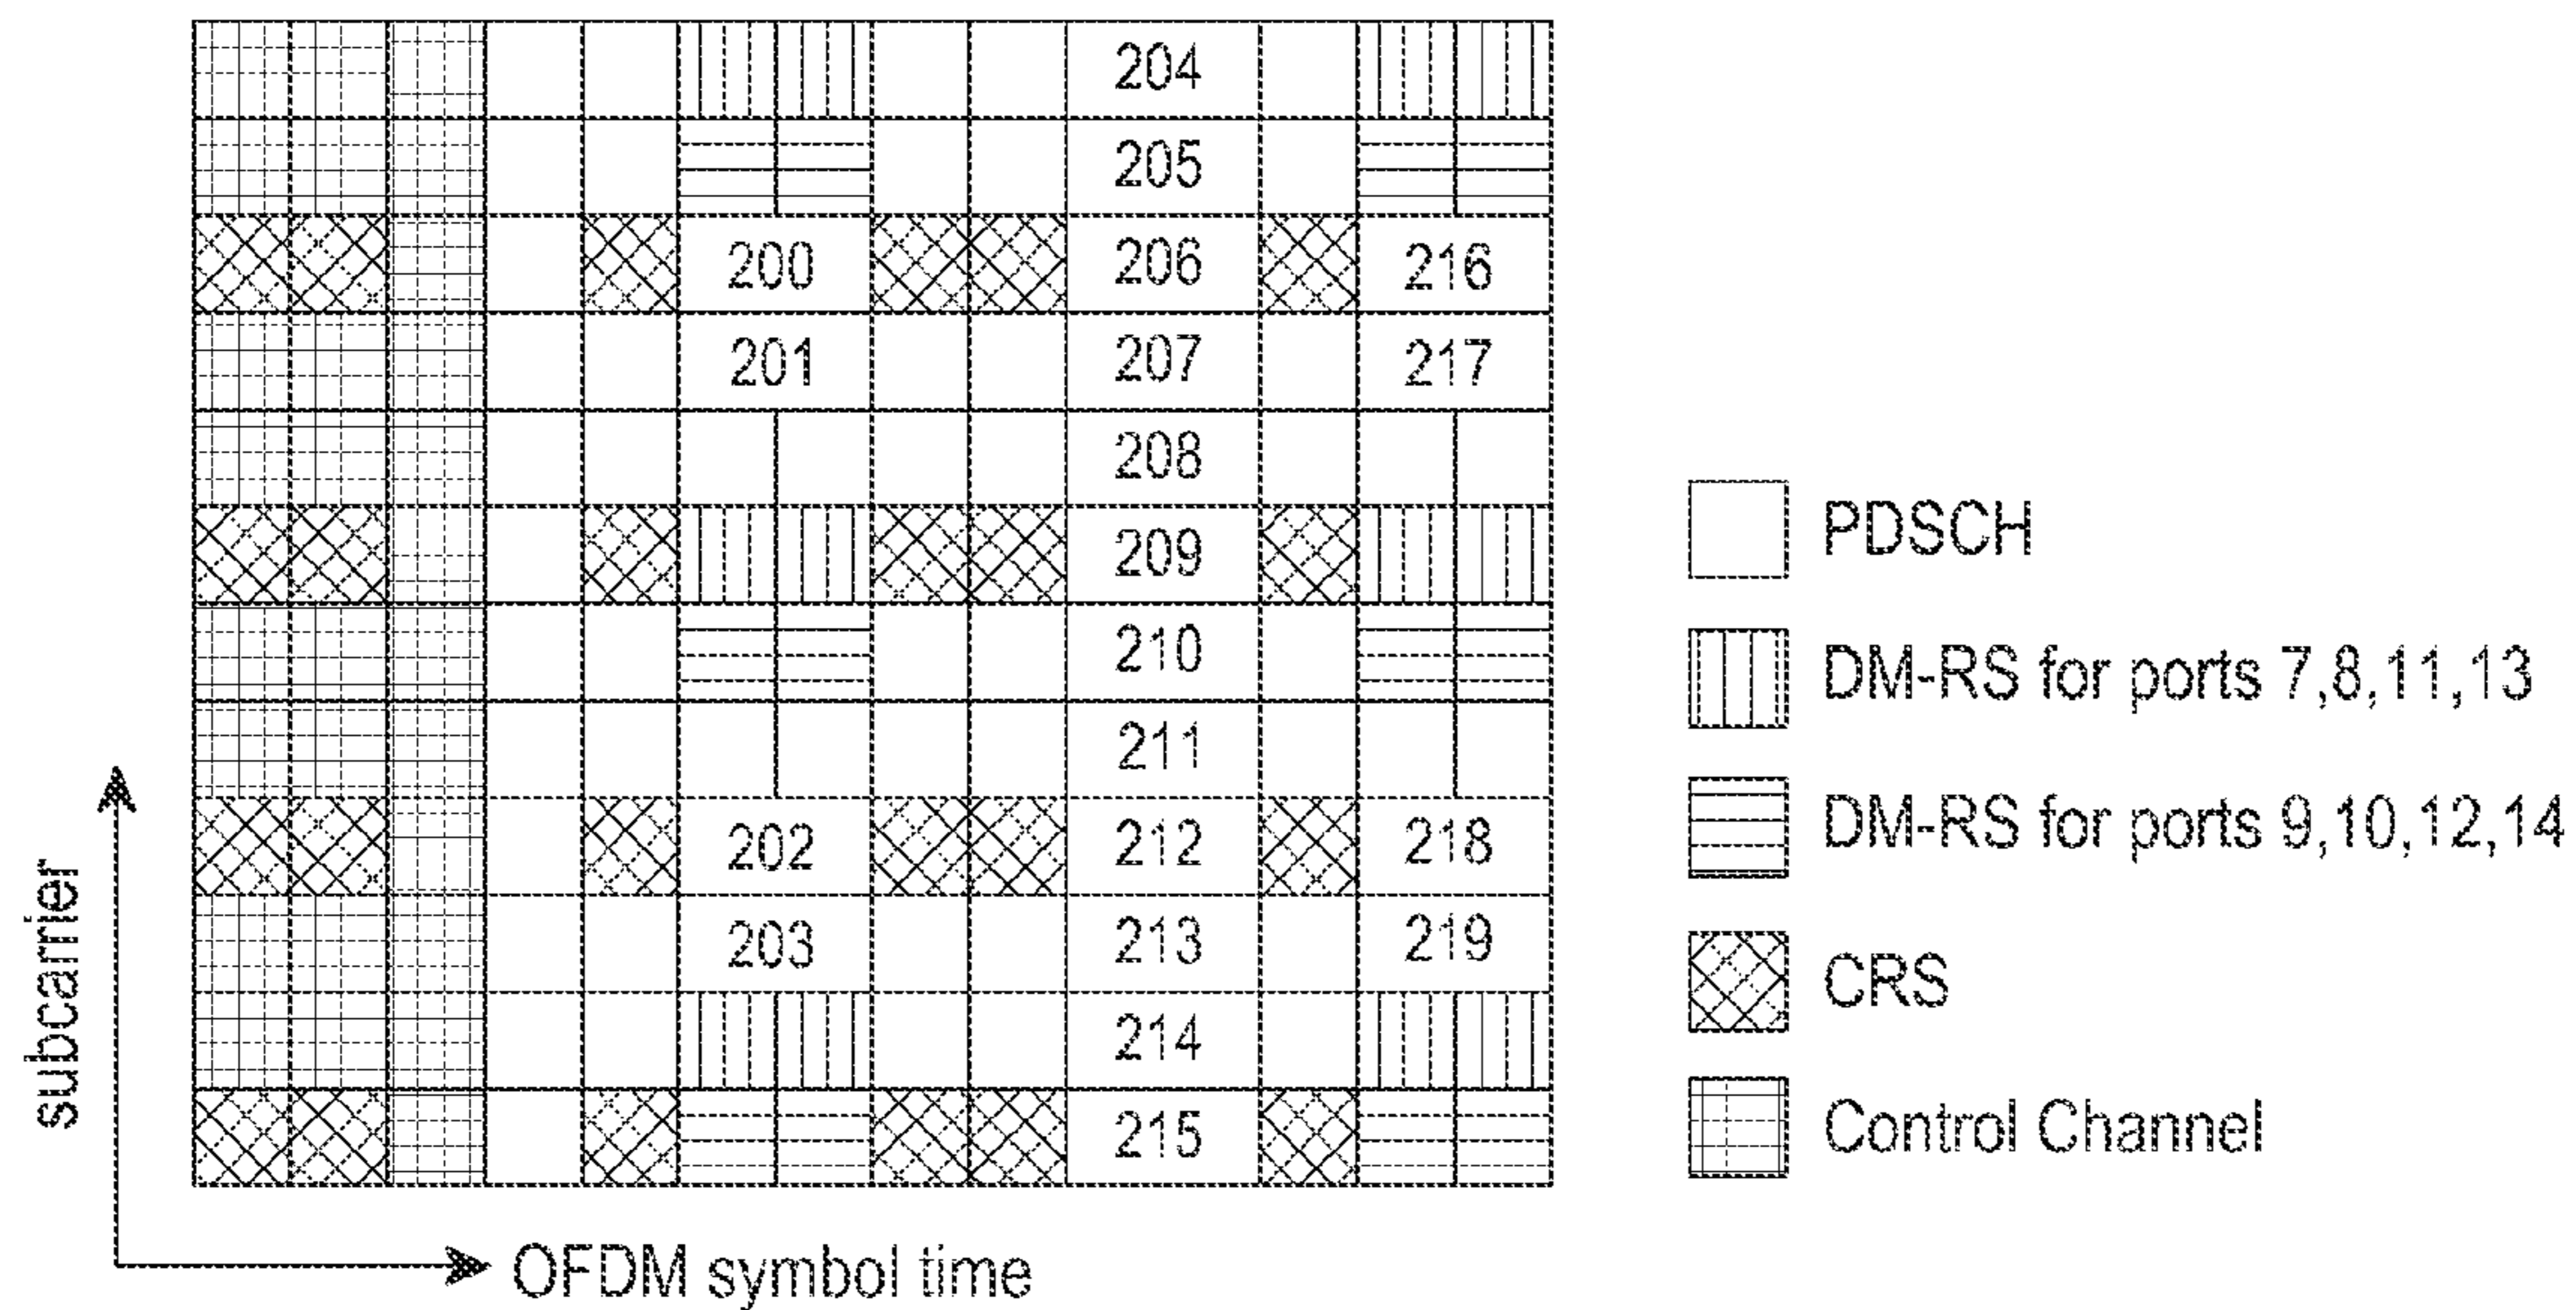 204
205
200 206 216
201 207 217
208
209
210
211
202 212 218
203 213 219
214
215
subcarrier
OFDM symbol time
PDSCH
DM-RS for ports 7,8,11,13
DM-RS for ports 9,10,12,14
CRS
Control Channel